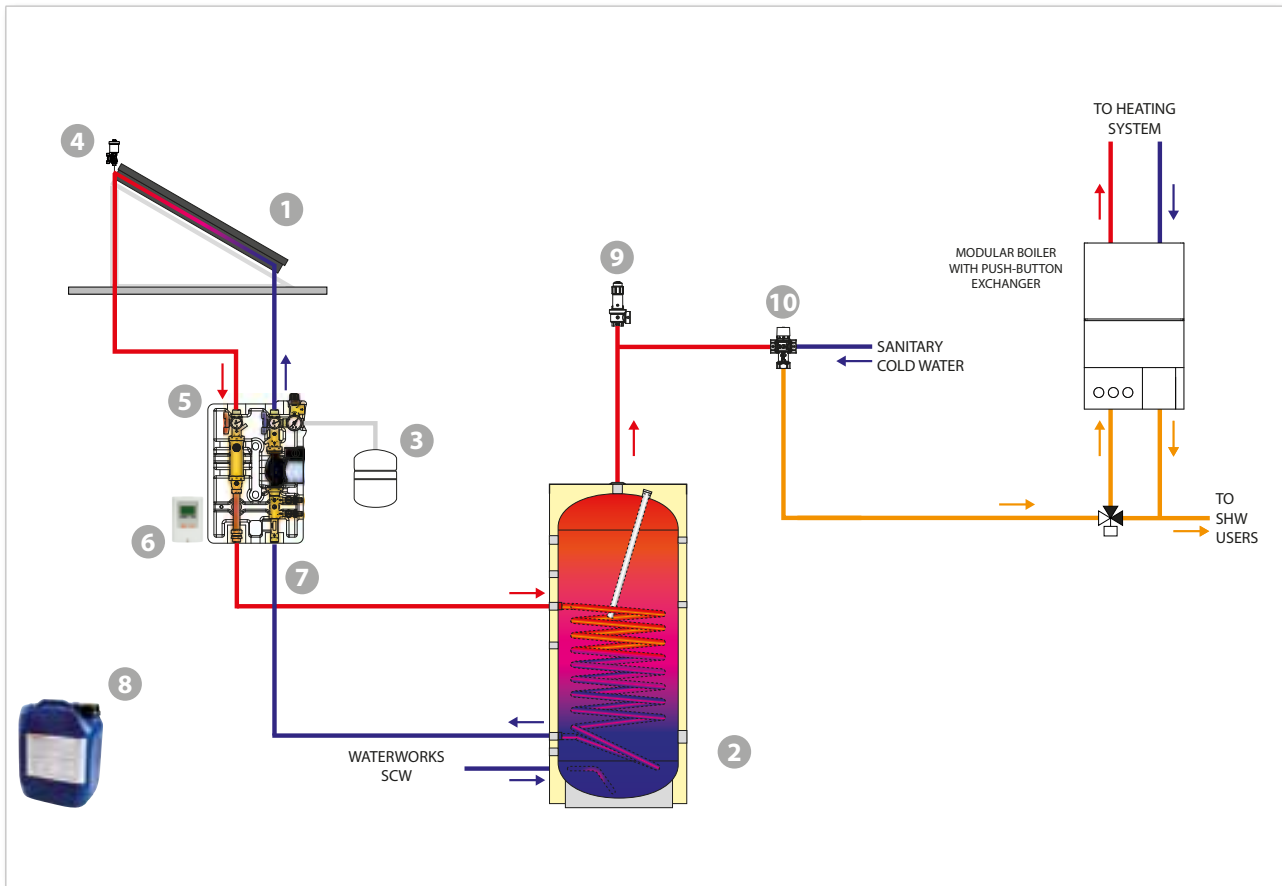 TO HEATING
SYSTEM
4
1
MODULAR BOILER
WITH PUSH-BUTTON
EXCHANGER
9
10
SANITARY
COLD WATER
5
3
6
7
TO
SHW
USERS
8
2
WATERWORKS
SCW